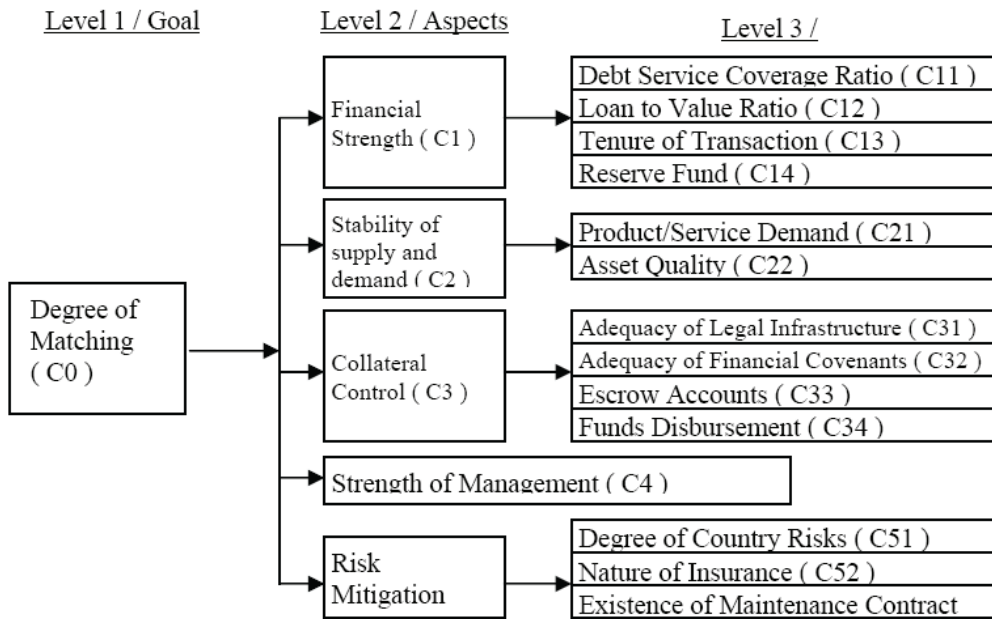 Level 1 / Goal
Level 2 / Aspects
Level 3 /
Degree of
Matching
( C0 )
Financial
Strength ( C1 )
Debt Service Coverage Ratio ( C11 )
Loan to Value Ratio ( C12 )
Tenure of Transaction ( C13 )
Reserve Fund ( C14 )
Stability of
supply and
demand ( C2 )
Product/Service Demand ( C21 )
Asset Quality ( C22 )
Collateral
Control ( C3 )
Adequacy of Legal Infrastructure ( C31 )
Adequacy of Financial Covenants ( C32 )
Escrow Accounts ( C33 )
Funds Disbursement ( C34 )
Strength of Management ( C4 )
Risk
Mitigation
Degree of Country Risks ( C51 )
Nature of Insurance ( C52 )
Existence of Maintenance Contract